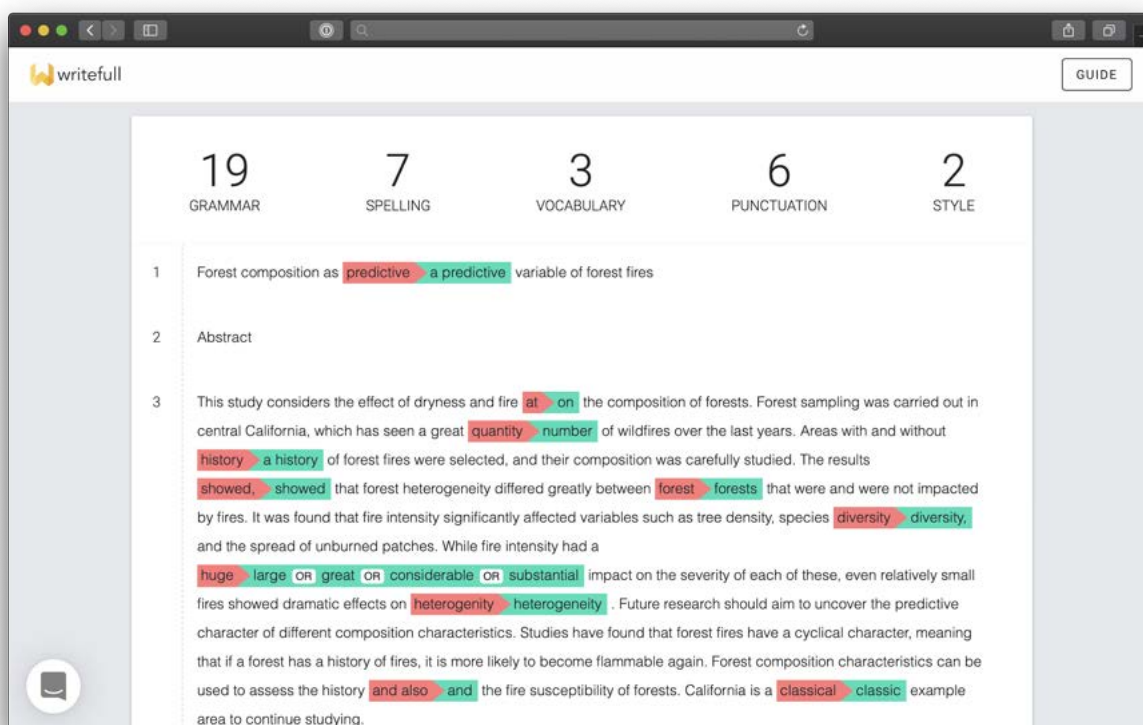 writefull
GUIDE
19 7 3 6 2
GRAMMAR SPELLING VOCABULARY PUNCTUATION STYLE
1 Forest composition as predictive a predictive variable of forest fires
2 Abstract
3 This study considers the effect of dryness and fire at on the composition of forests. Forest sampling was carried out in
central California, which has seen a great quantity number of wildfires over the last years. Areas with and without
history a history of forest fires were selected, and their composition was carefully studied. The results
showed, showed that forest heterogeneity differed greatly between forest forests that were and were not impacted
by fires. It was found that fire intensity significantly affected variables such as tree density, species diversity diversity,
and the spread of unburned patches. While fire intensity had a
huge large OR great OR considerable OR substantial impact on the severity of each of these, even relatively small
fires showed dramatic effects on heterogenity heterogeneity . Future research should aim to uncover the predictive
character of different composition characteristics. Studies have found that forest fires have a cyclical character, meaning
that if a forest has a history of fires, it is more likely to become flammable again. Forest composition characteristics can be
used to assess the history and also and the fire susceptibility of forests. California is a classical classic example
area to continue studying.